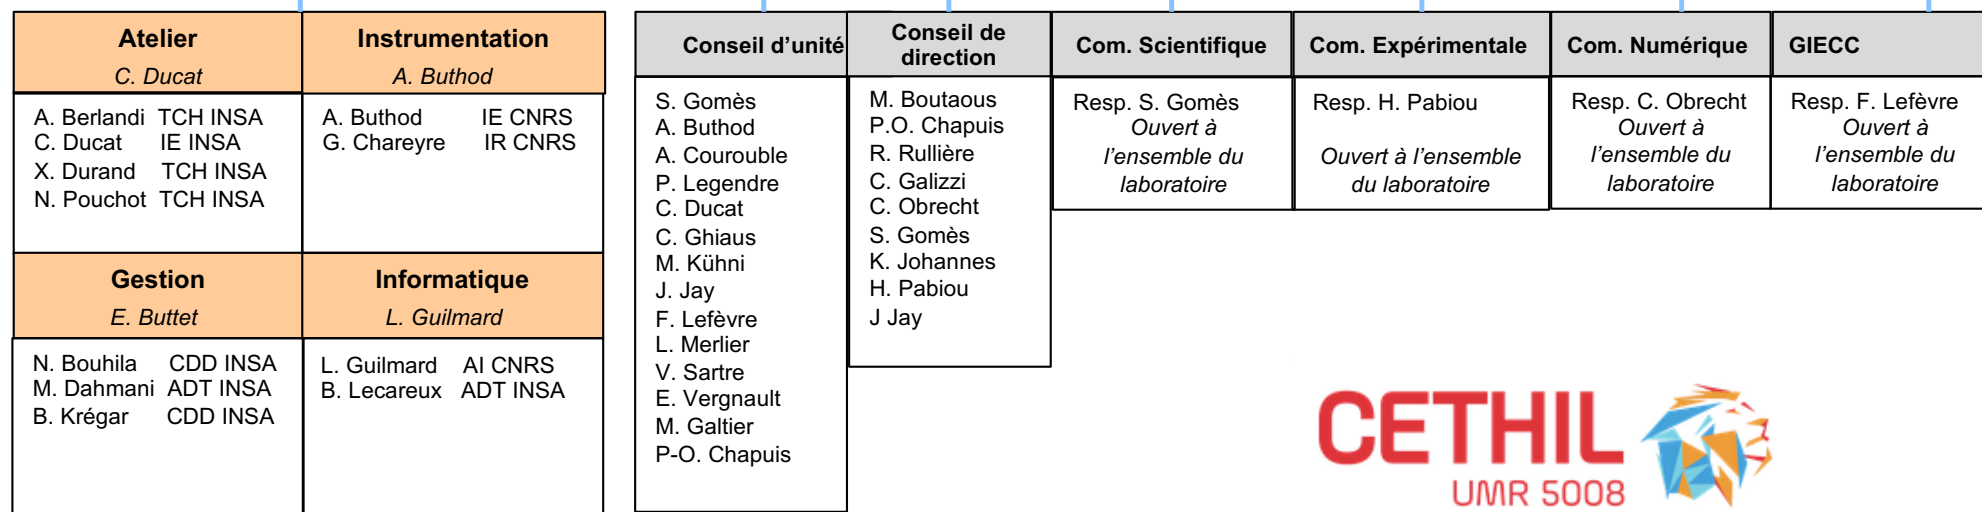 Atelier
C. Ducat
A. Berlandi TCH INSA
C. Ducat IE INSA
X. Durand TCH INSA
N. Pouchot TCH INSA
Instrumentation
A. Buthod
A. Buthod IE CNRS
G. Chareyre IR CNRS
Gestion
E. Buttet
N. Bouhila CDD INSA
M. Dahmani ADT INSA
B. Krégar CDD INSA
Informatique
L. Guilmard
L. Guilmard AI CNRS
B. Lecareux ADT INSA
Conseil d’unité
S. Gomès
A. Buthod
A. Courouble
P. Legendre
C. Ducat
C. Ghiaus
M. Kühni
J. Jay
F. Lefèvre
L. Merlier
V. Sartre
E. Vergnault
M. Galtier
P-O. Chapuis
Conseil de
direction
M. Boutaous
P.O. Chapuis
R. Rullière
C. Galizzi
C. Obrecht
S. Gomès
K. Johannes
H. Pabiou
J Jay
Com. Scientifique
Resp. S. Gomès
Ouvert à
l’ensemble du
laboratoire
Com. Expérimentale
Resp. H. Pabiou
Ouvert à l’ensemble
du laboratoire
Com. Numérique
Resp. C. Obrecht
Ouvert à
l’ensemble du
laboratoire
GIECC
Resp. F. Lefèvre
Ouvert à
l’ensemble du
laboratoire
CETHIL
UMR 5008